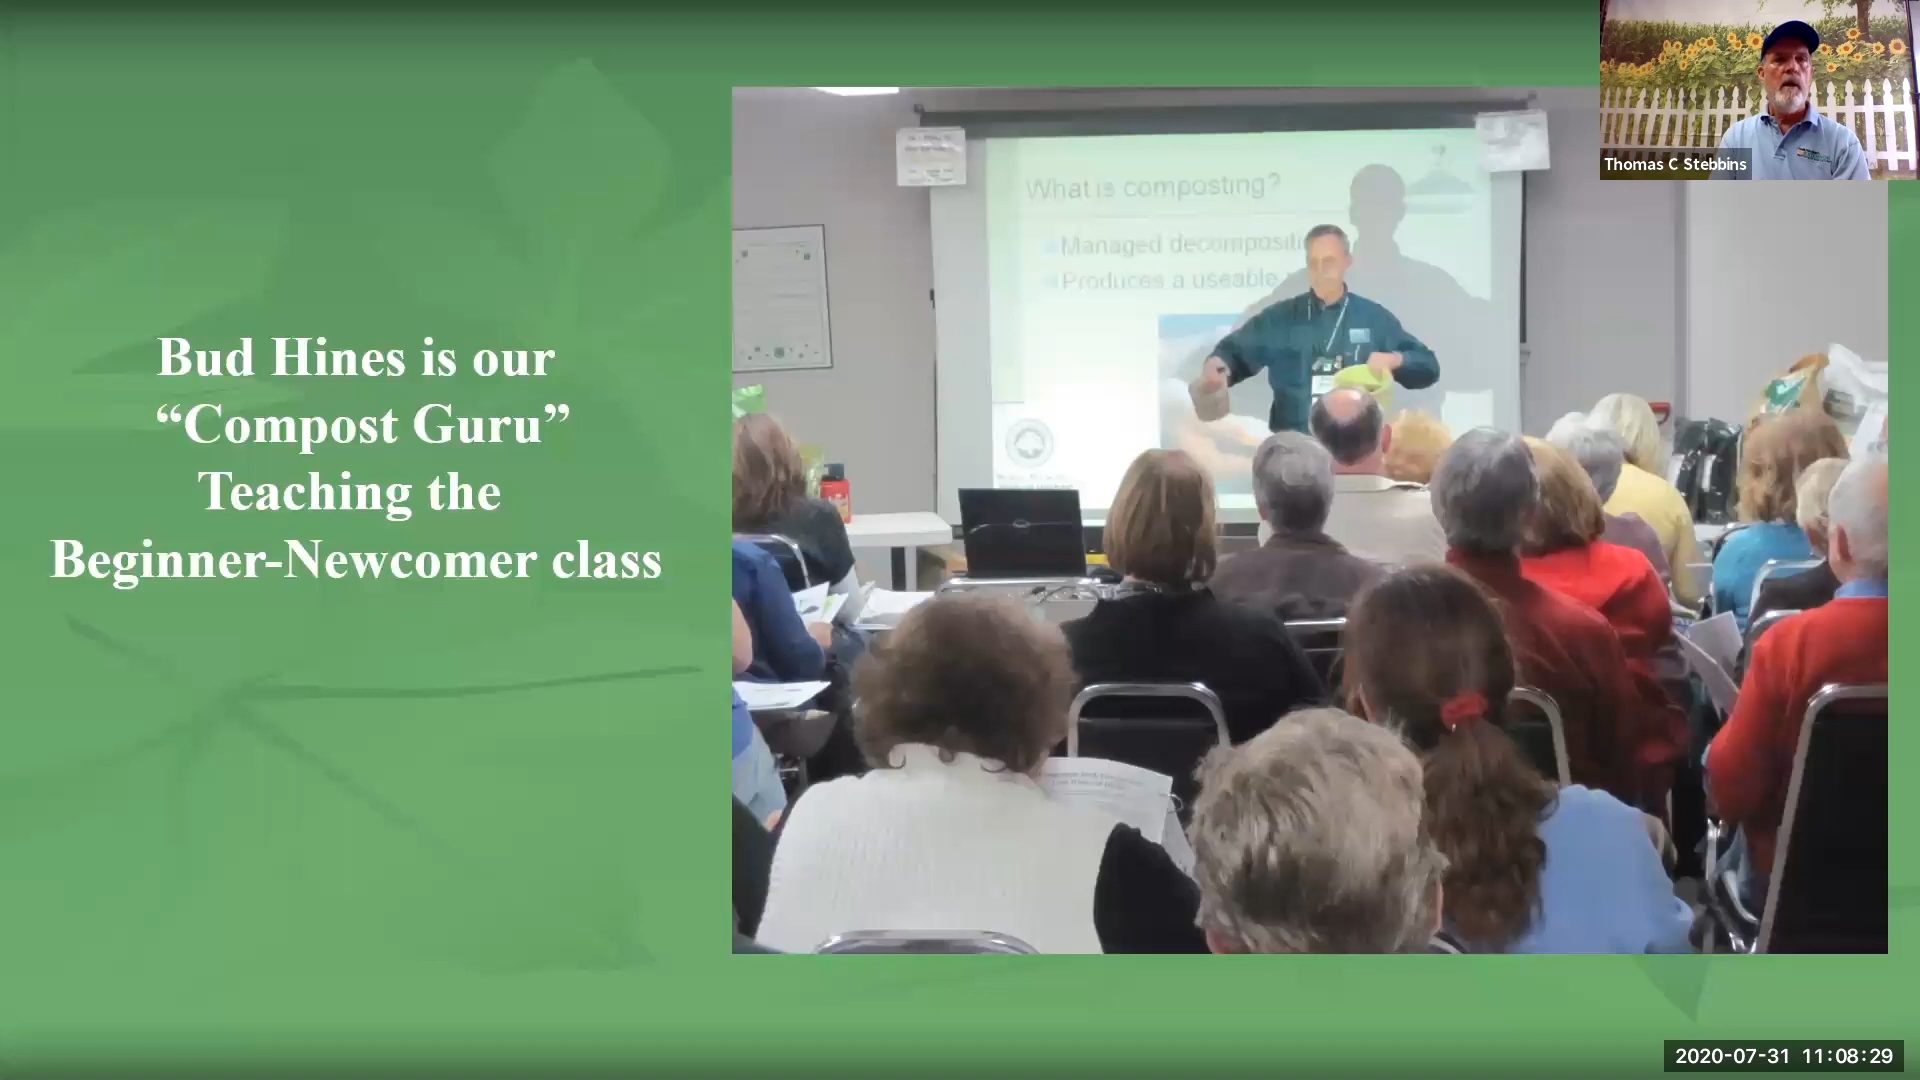 Bud Hines is our
“Compost Guru”
Teaching the
Beginner-Newcomer class
What is composting?
Managed decompositi
Produces a useable
Thomas C Stebbins
2020-07-31 11:08:29